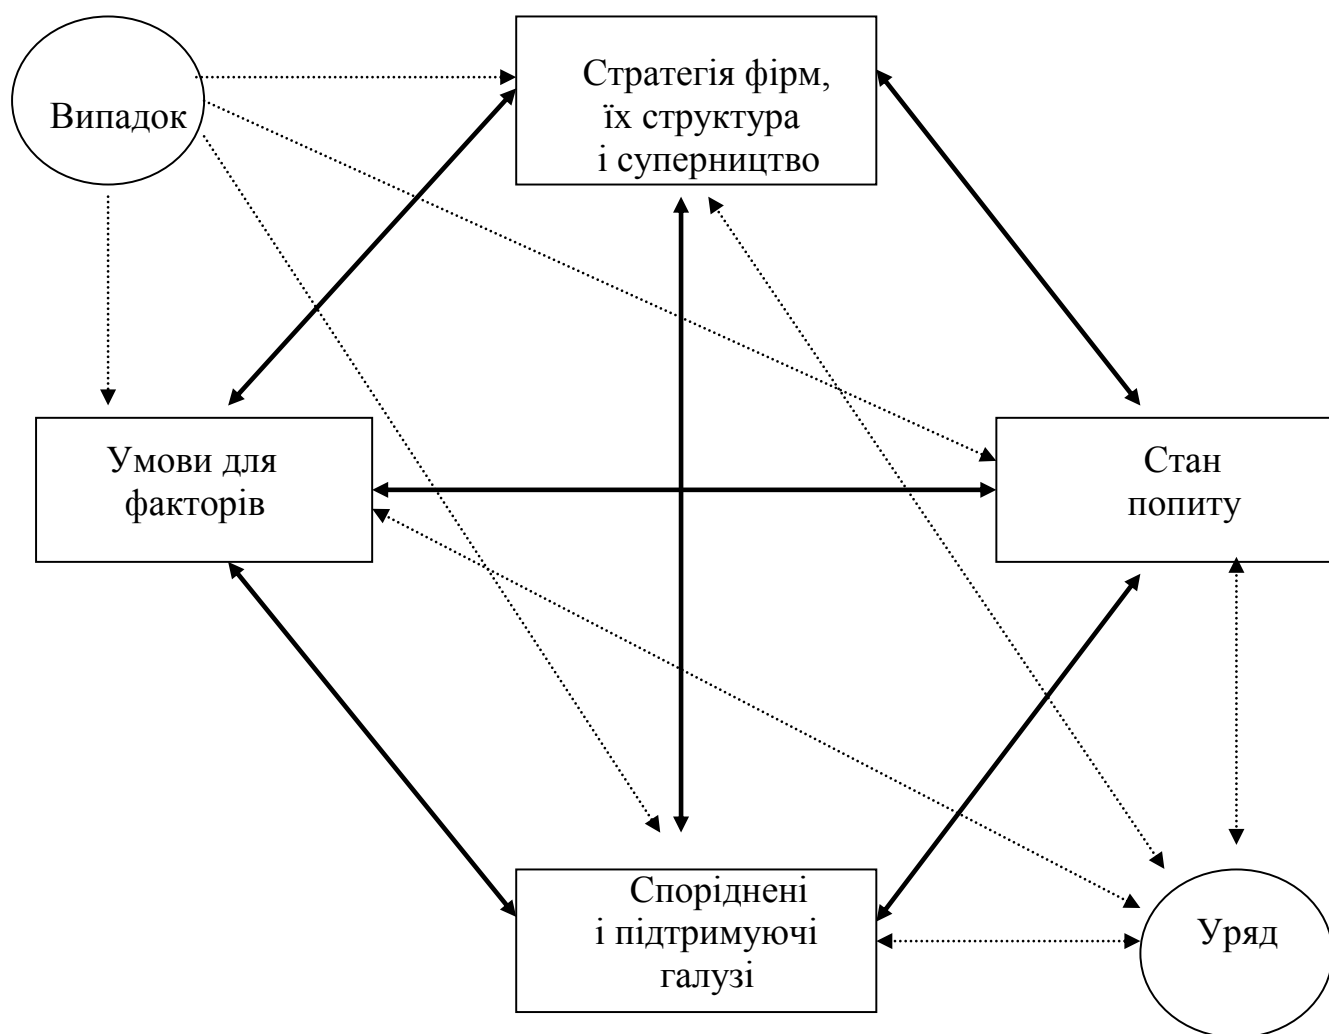 Випадок
Стратегія фірм,
їх структура
і суперництво
Умови для
факторів
Стан
попиту
Споріднені
і підтримуючі
галузі
Уряд